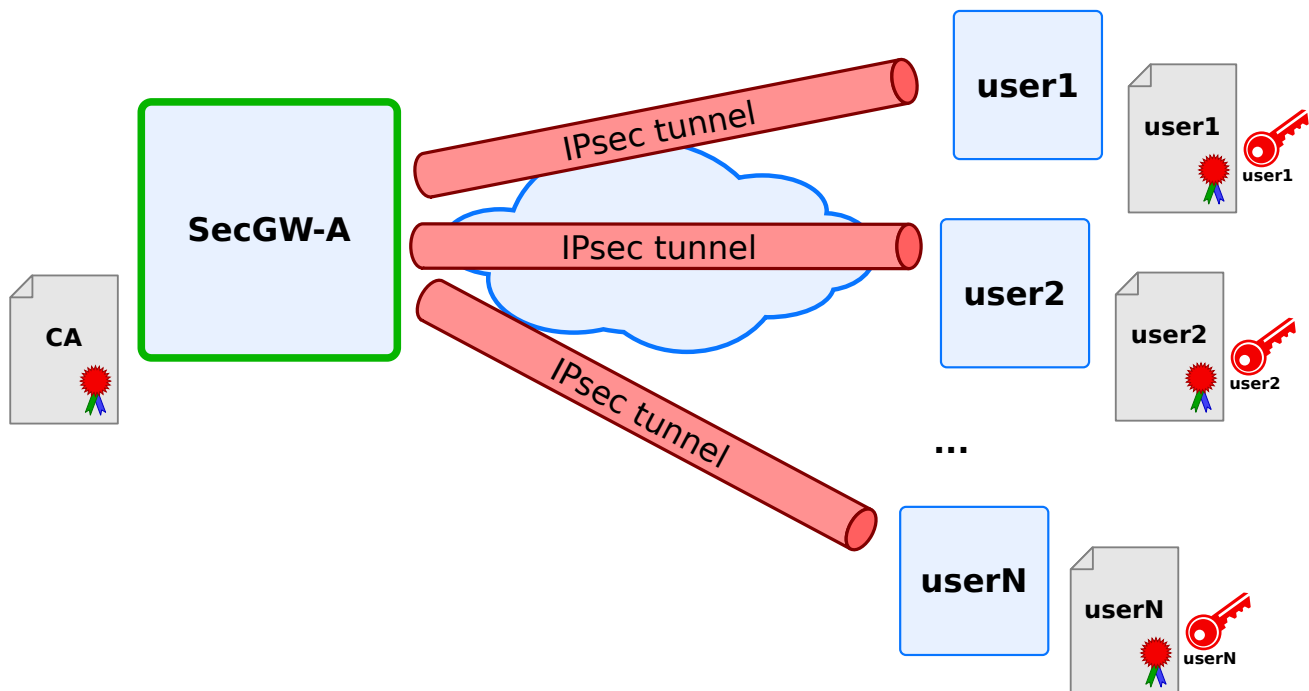 user1
user1
user1
IPsec tunnel
SecGW-A
IPsec tunnel
user2
user2
user2
CA
IPsec tunnel
...
userN
userN
userN